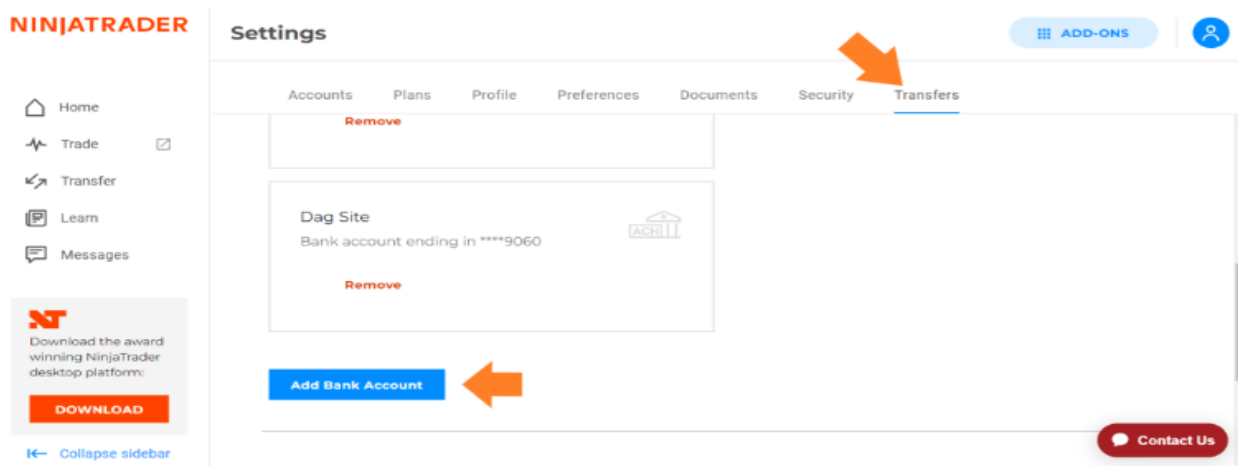 NINJATRADER
Settings
ADD-ONS
Accounts Plans Profile Preferences Documents Security Transfers
Home
Trade
Transfer
Learn
Messages
Remove
Dag Site
Bank account ending in ****9060
ACH
Remove
Add Bank Account
NT
Download the award
winning NinjaTrader
desktop platform:
DOWNLOAD
Collapse sidebar
Contact Us